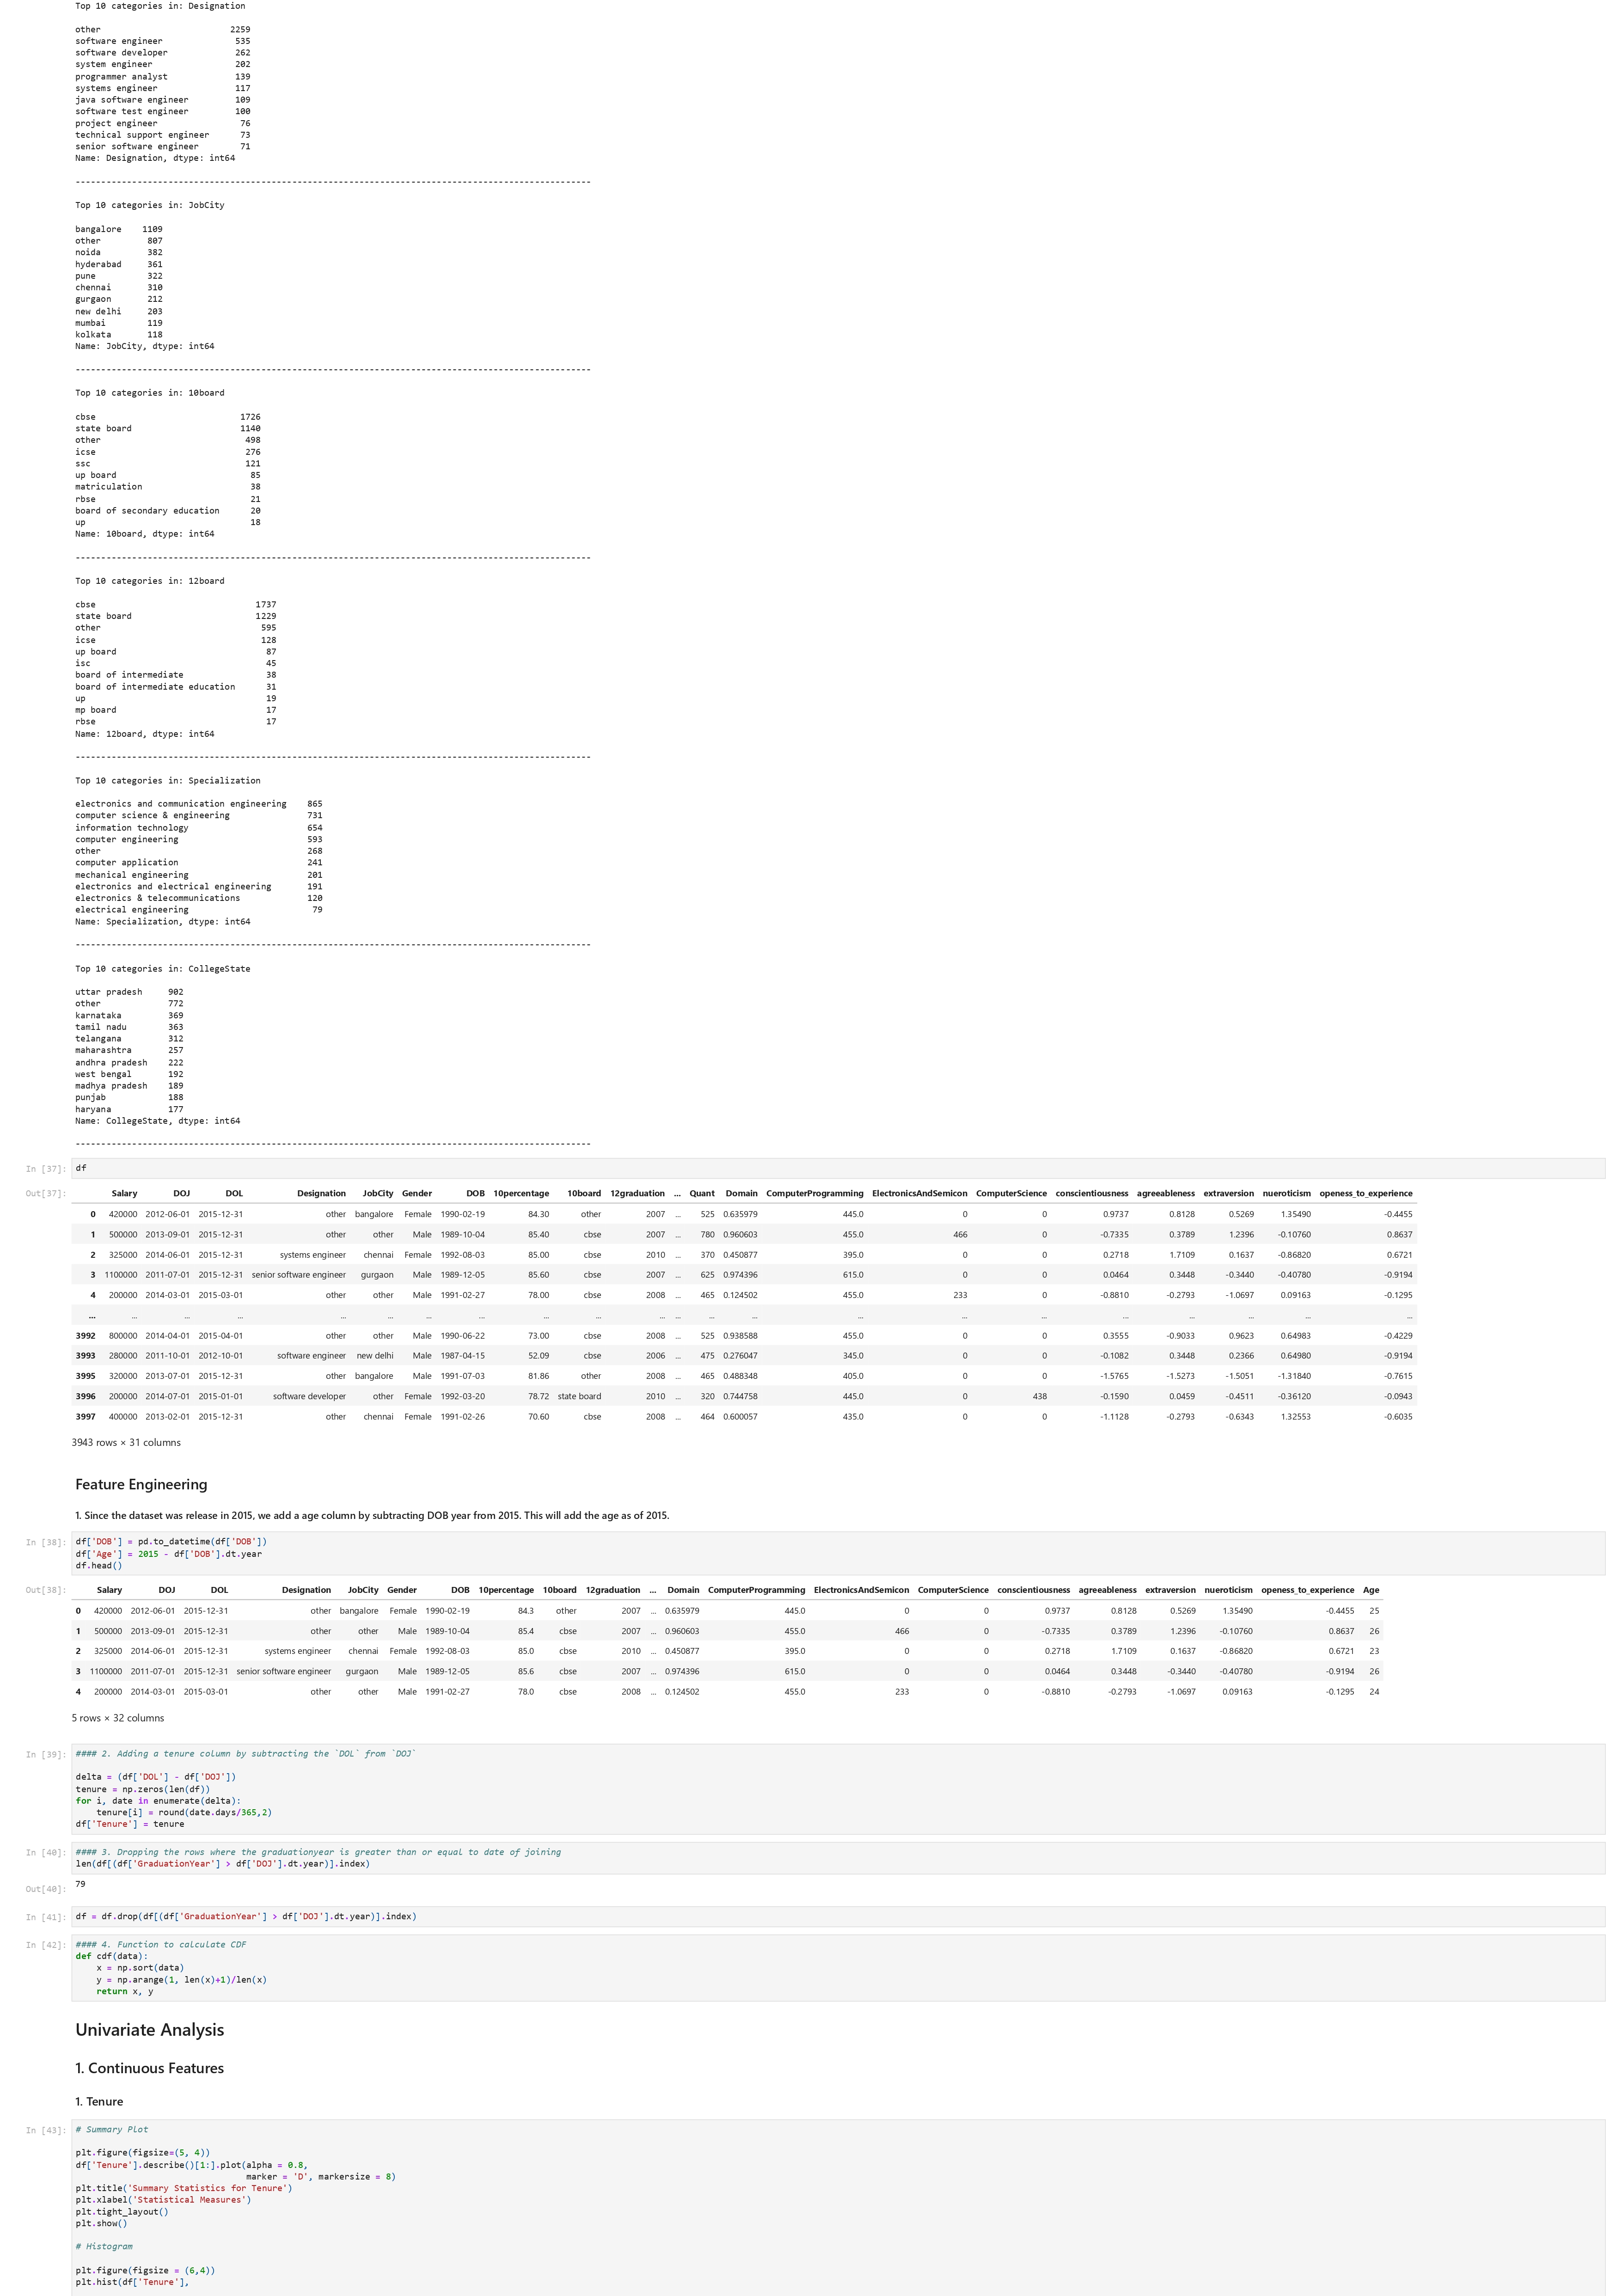 Top 10 categories in: Designation
other 2259
software engineer 535
software developer 262
system engineer 202
programmer analyst 139
systems engineer 117
java software engineer 109
software test engineer 100
project engineer 76
technical support engineer 73
senior software engineer 71
Name: Designation, dtype: int64
----------------------------------------------------------------------------------------------------
Top 10 categories in: JobCity
bangalore 1109
other 807
noida 382
hyderabad 361
pune 322
chennai 310
gurgaon 212
new delhi 203
mumbai 119
kolkata 118
Name: JobCity, dtype: int64
----------------------------------------------------------------------------------------------------
Top 10 categories in: 10board
cbse 1726
state board 1140
other 498
icse 276
ssc 121
up board 85
matriculation 38
rbse 21
board of secondary education 20
up 18
Name: 10board, dtype: int64
----------------------------------------------------------------------------------------------------
Top 10 categories in: 12board
cbse 1737
state board 1229
other 595
icse 128
up board 87
isc 45
board of intermediate 38
board of intermediate education 31
up 19
mp board 17
rbse 17
Name: 12board, dtype: int64
----------------------------------------------------------------------------------------------------
Top 10 categories in: Specialization
electronics and communication engineering 865
computer science & engineering 731
information technology 654
computer engineering 593
other 268
computer application 241
mechanical engineering 201
electronics and electrical engineering 191
electronics & telecommunications 120
electrical engineering 79
Name: Specialization, dtype: int64
----------------------------------------------------------------------------------------------------
Top 10 categories in: CollegeState
uttar pradesh 902
other 772
karnataka 369
tamil nadu 363
telangana 312
maharashtra 257
andhra pradesh 222
west bengal 192
madhya pradesh 189
punjab 188
haryana 177
Name: CollegeState, dtype: int64
----------------------------------------------------------------------------------------------------
In [37]: df
Out[37]: Salary DOJ DOL Designation JobCity Gender DOB 10percentage 10board 12graduation ... Quant Domain ComputerProgramming ElectronicsAndSemicon ComputerScience conscientiousness agreeableness extraversion nueroticism openess_to_experience
0 420000 2012-06-01 2015-12-31 other bangalore Female 1990-02-19 84.30 other 2007 ... 525 0.635979 445.0 0 0 0.9737 0.8128 0.5269 1.35490 -0.4455
1 500000 2013-09-01 2015-12-31 other other Male 1989-10-04 85.40 cbse 2007 ... 780 0.960603 455.0 466 0 -0.7335 0.3789 1.2396 -0.10760 0.8637
2 325000 2014-06-01 2015-12-31 systems engineer chennai Female 1992-08-03 85.00 cbse 2010 ... 370 0.450877 395.0 0 0 0.2718 1.7109 0.1637 -0.86820 0.6721
3 1100000 2011-07-01 2015-12-31 senior software engineer gurgaon Male 1989-12-05 85.60 cbse 2007 ... 625 0.974396 615.0 0 0 0.0464 0.3448 -0.3440 -0.40780 -0.9194
4 200000 2014-03-01 2015-03-01 other other Male 1991-02-27 78.00 cbse 2008 ... 465 0.124502 455.0 233 0 -0.8810 -0.2793 -1.0697 0.09163 -0.1295
... ... ... ... ... ... ... ... ... ... ... ... ... ... ... ... ... ... ... ... ... ...
3992 800000 2014-04-01 2015-04-01 other other Male 1990-06-22 73.00 cbse 2008 ... 525 0.938588 455.0 0 0 0.3555 -0.9033 0.9623 0.64983 -0.4229
3993 280000 2011-10-01 2012-10-01 software engineer new delhi Male 1987-04-15 52.09 cbse 2006 ... 475 0.276047 345.0 0 0 -0.1082 0.3448 0.2366 0.64980 -0.9194
3995 320000 2013-07-01 2015-12-31 other bangalore Male 1991-07-03 81.86 other 2008 ... 465 0.488348 405.0 0 0 -1.5765 -1.5273 -1.5051 -1.31840 -0.7615
3996 200000 2014-07-01 2015-01-01 software developer other Female 1992-03-20 78.72 state board 2010 ... 320 0.744758 445.0 0 438 -0.1590 0.0459 -0.4511 -0.36120 -0.0943
3997 400000 2013-02-01 2015-12-31 other chennai Female 1991-02-26 70.60 cbse 2008 ... 464 0.600057 435.0 0 0 -1.1128 -0.2793 -0.6343 1.32553 -0.6035
3943 rows × 31 columns
Feature Engineering
1. Since the dataset was release in 2015, we add a age column by subtracting DOB year from 2015. This will add the age as of 2015.
In [38]: df['DOB'] = pd.to_datetime(df['DOB'])
df['Age'] = 2015 - df['DOB'].dt.year
df.head()
Out[38]: Salary DOJ DOL Designation JobCity Gender DOB 10percentage 10board 12graduation ... Domain ComputerProgramming ElectronicsAndSemicon ComputerScience conscientiousness agreeableness extraversion nueroticism openess_to_experience Age
0 420000 2012-06-01 2015-12-31 other bangalore Female 1990-02-19 84.3 other 2007 ... 0.635979 445.0 0 0 0.9737 0.8128 0.5269 1.35490 -0.4455 25
1 500000 2013-09-01 2015-12-31 other other Male 1989-10-04 85.4 cbse 2007 ... 0.960603 455.0 466 0 -0.7335 0.3789 1.2396 -0.10760 0.8637 26
2 325000 2014-06-01 2015-12-31 systems engineer chennai Female 1992-08-03 85.0 cbse 2010 ... 0.450877 395.0 0 0 0.2718 1.7109 0.1637 -0.86820 0.6721 23
3 1100000 2011-07-01 2015-12-31 senior software engineer gurgaon Male 1989-12-05 85.6 cbse 2007 ... 0.974396 615.0 0 0 0.0464 0.3448 -0.3440 -0.40780 -0.9194 26
4 200000 2014-03-01 2015-03-01 other other Male 1991-02-27 78.0 cbse 2008 ... 0.124502 455.0 233 0 -0.8810 -0.2793 -1.0697 0.09163 -0.1295 24
5 rows × 32 columns
In [39]: #### 2. Adding a tenure column by subtracting the `DOL` from `DOJ`
delta = (df['DOL'] - df['DOJ'])
tenure = np.zeros(len(df))
for i, date in enumerate(delta):
    tenure[i] = round(date.days/365,2)
df['Tenure'] = tenure
In [40]: #### 3. Dropping the rows where the graduationyear is greater than or equal to date of joining
len(df[(df['GraduationYear'] > df['DOJ'].dt.year)].index)
Out[40]: 79
In [41]: df = df.drop(df[(df['GraduationYear'] > df['DOJ'].dt.year)].index)
In [42]: #### 4. Function to calculate CDF
def cdf(data):
    x = np.sort(data)
    y = np.arange(1, len(x)+1)/len(x)
    return x, y
Univariate Analysis
1. Continuous Features
1. Tenure
In [43]: # Summary Plot
plt.figure(figsize=(5, 4))
df['Tenure'].describe()[1:].plot(alpha = 0.8,
                                 marker = 'D', markersize = 8)
plt.title('Summary Statistics for Tenure')
plt.xlabel('Statistical Measures')
plt.tight_layout()
plt.show()
# Histogram
plt.figure(figsize = (6,4))
plt.hist(df['Tenure'],